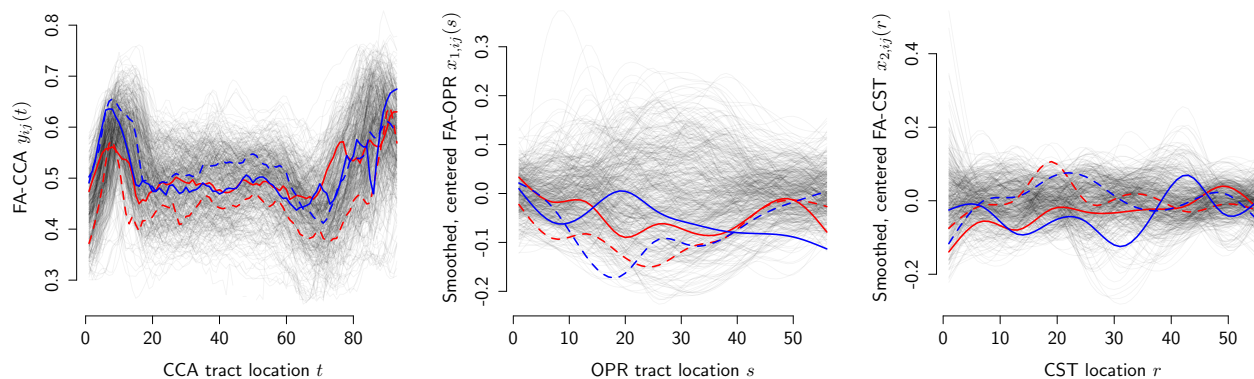 FA-CCA y_{ij}(t)
0.3 0.4 0.5 0.6 0.7 0.8
0 20 40 60 80
CCA tract location t
Smoothed, centered FA-OPR x_{1,ij}(s)
-0.2 -0.1 0.0 0.1 0.2 0.3
0 10 20 30 40 50
OPR tract location s
Smoothed, centered FA-CST x_{2,ij}(r)
-0.2 0.0 0.2 0.4
0 10 20 30 40 50
CST location r